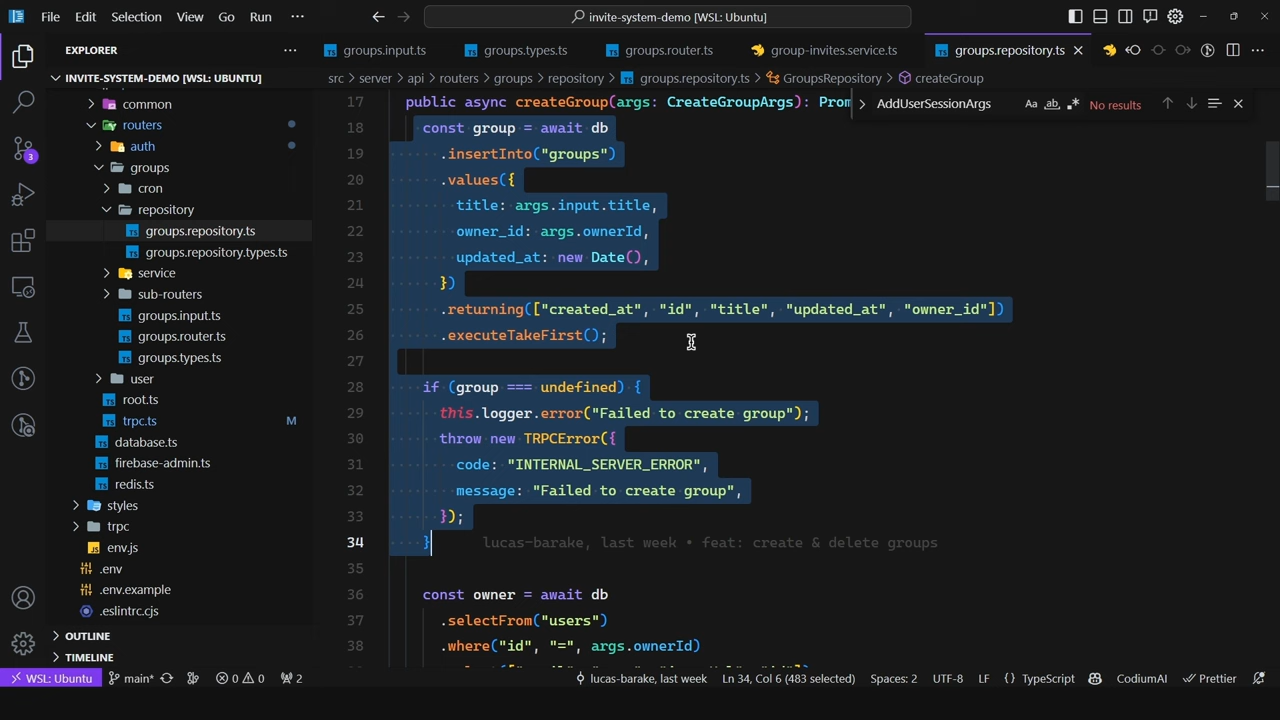 File Edit Selection View Go Run ···
invite-system-demo [WSL: Ubuntu]
EXPLORER
groups.input.ts groups.types.ts groups.router.ts group-invites.service.ts groups.repository.ts
INVITE-SYSTEM-DEMO [WSL: UBUNTU]
src > server > api > routers > groups > repository > groups.repository.ts > GroupsRepository > createGroup
AddUserSessionArgs Aa ab .* No results
common
routers
auth
groups
cron
repository
groups.repository.ts
groups.repository.types.ts
service
sub-routers
groups.input.ts
groups.router.ts
groups.types.ts
user
root.ts
trpc.ts M
database.ts
firebase-admin.ts
redis.ts
styles
trpc
env.js
.env
.env.example
.eslintrc.cjs
OUTLINE
TIMELINE
3
17 public async createGroup(args: CreateGroupArgs): Prom
18 const group = await db
19 .insertInto("groups")
20 .values({
21 title: args.input.title,
22 owner_id: args.ownerId,
23 updated_at: new Date(),
24 })
25 .returning(["created_at", "id", "title", "updated_at", "owner_id"])
26 .executeTakeFirst();
27
28 if (group === undefined) {
29 this.logger.error("Failed to create group");
30 throw new TRPCError({
31 code: "INTERNAL_SERVER_ERROR",
32 message: "Failed to create group",
33 });
34 } lucas-barake, last week • feat: create & delete groups
35
36 const owner = await db
37 .selectFrom("users")
38 .where("id", "=", args.ownerId)
WSL: Ubuntu main* 0 0 2 lucas-barake, last week Ln 34, Col 6 (483 selected) Spaces: 2 UTF-8 LF {} TypeScript CodiumAI Prettier